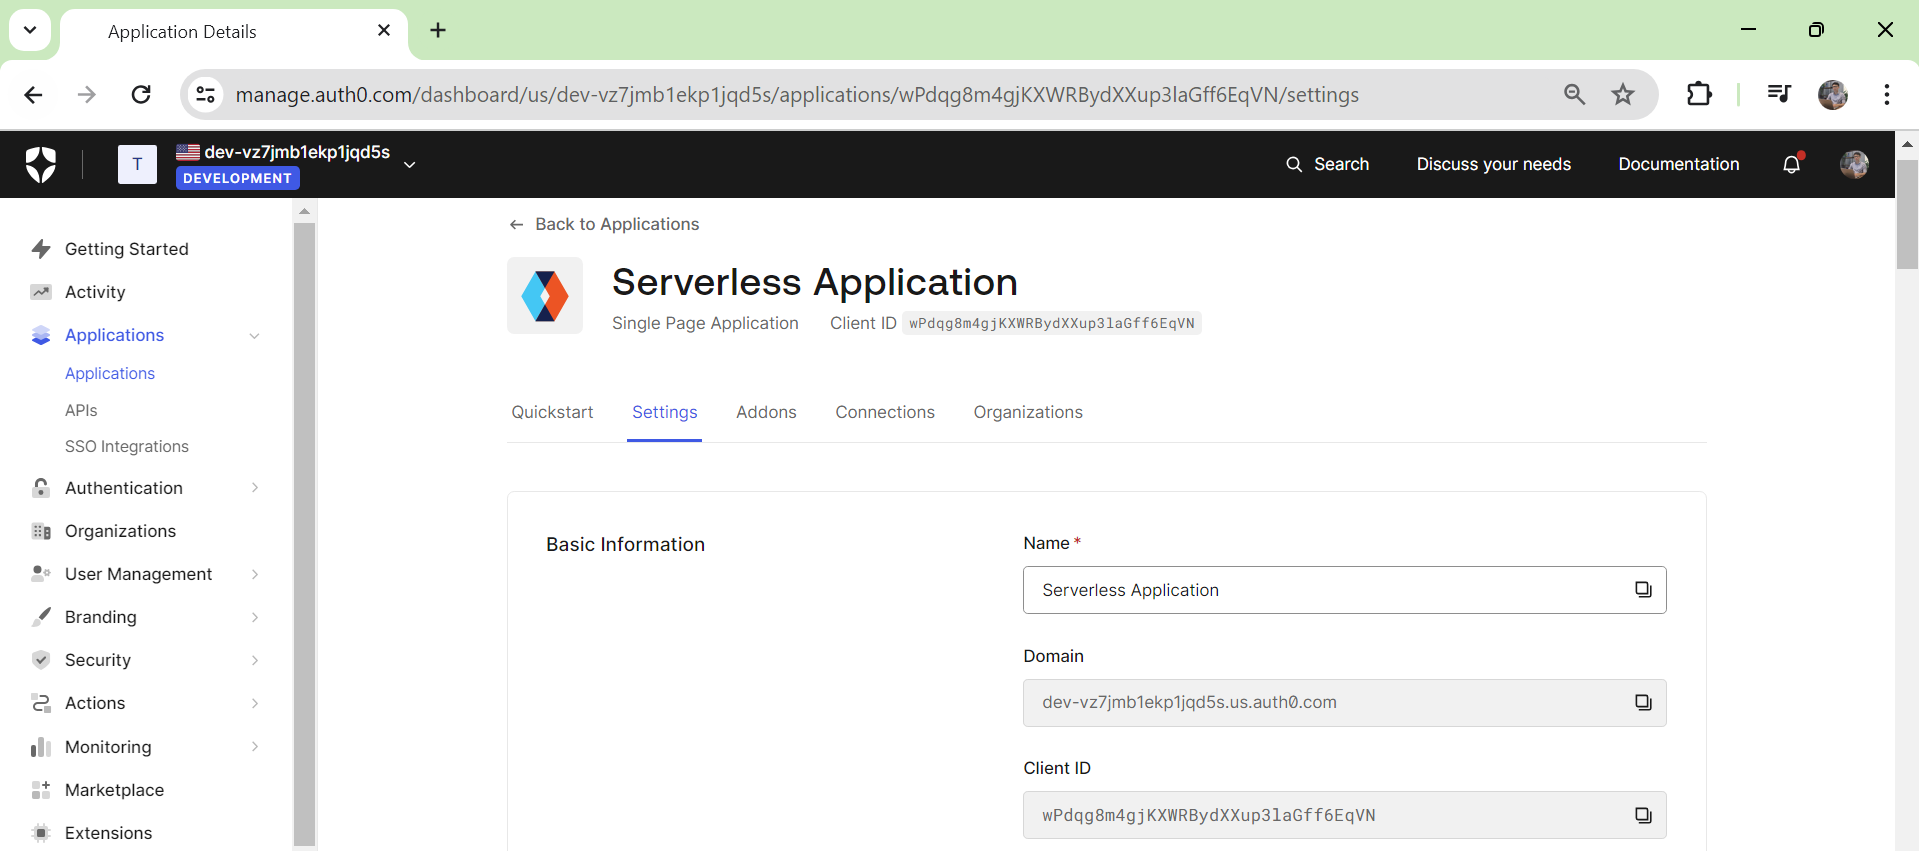 Application Details
manage.auth0.com/dashboard/us/dev-vz7jmb1ekp1jqd5s/applications/wPdqg8m4gjKXWRBydXXup3laGff6EqVN/settings
T
dev-vz7jmb1ekp1jqd5s
DEVELOPMENT
Search
Discuss your needs
Documentation
Getting Started
Activity
Applications
Applications
APIs
SSO Integrations
Authentication
Organizations
User Management
Branding
Security
Actions
Monitoring
Marketplace
Extensions
Back to Applications
Serverless Application
Single Page Application Client ID wPdqg8m4gjKXWRBydXXup3laGff6EqVN
Quickstart Settings Addons Connections Organizations
Basic Information
Name *
Serverless Application
Domain
dev-vz7jmb1ekp1jqd5s.us.auth0.com
Client ID
wPdqg8m4gjKXWRBydXXup3laGff6EqVN